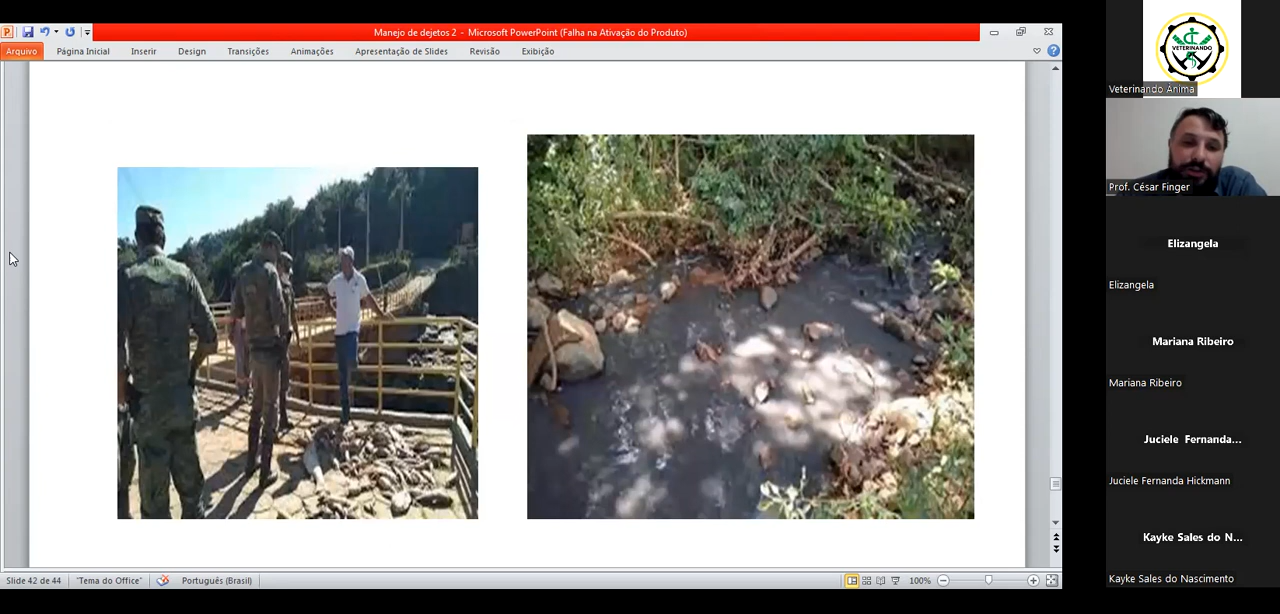 Manejo de dejetos 2 - Microsoft PowerPoint (Falha na Ativação do Produto)
Arquivo Página Inicial Inserir Design Transições Animações Apresentação de Slides Revisão Exibição
Slide 42 de 44 "Tema do Office" Português (Brasil) 100%
VETERINANDO
Veterinando Anima
Prof. César Finger
Elizangela
Elizangela
Mariana Ribeiro
Mariana Ribeiro
Juciele Fernanda...
Juciele Fernanda Hickmann
Kayke Sales do N...
Kayke Sales do Nascimento